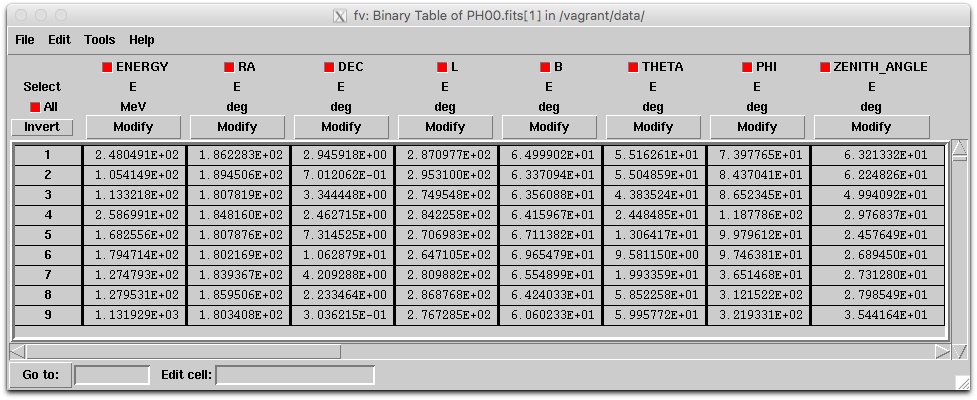 fv: Binary Table of PH00.fits[1] in /vagrant/data/
File Edit Tools Help
ENERGY RA DEC L B THETA PHI ZENITH_ANGLE
Select E E E E E E E E
All MeV deg deg deg deg deg deg deg
Invert Modify Modify Modify Modify Modify Modify Modify Modify
1 2.480491E+02 1.862283E+02 2.945918E+00 2.870977E+02 6.499902E+01 5.516261E+01 7.397765E+01 6.321332E+01
2 1.054149E+02 1.894506E+02 7.012062E-01 2.953100E+02 6.337094E+01 5.504859E+01 8.437041E+01 6.224826E+01
3 1.133218E+02 1.807819E+02 3.344448E+00 2.749548E+02 6.356088E+01 4.383524E+01 8.652345E+01 4.994092E+01
4 2.586991E+02 1.848160E+02 2.462715E+00 2.842258E+02 6.415967E+01 2.448485E+01 1.187786E+02 2.976837E+01
5 1.682556E+02 1.807876E+02 7.314525E+00 2.706983E+02 6.711382E+01 1.306417E+01 9.979612E+01 2.457649E+01
6 1.794714E+02 1.802169E+02 1.062879E+01 2.647105E+02 6.965479E+01 9.581150E+00 9.746381E+01 2.689450E+01
7 1.274793E+02 1.839367E+02 4.209288E+00 2.809882E+02 6.554899E+01 1.993359E+01 3.651468E+01 2.731280E+01
8 1.279531E+02 1.859506E+02 2.233464E+00 2.868768E+02 6.424033E+01 5.852258E+01 3.121522E+02 2.798549E+01
9 1.131929E+03 1.803408E+02 3.036215E-01 2.767285E+02 6.060233E+01 5.995772E+01 3.219331E+02 3.544164E+01
Go to: Edit cell: